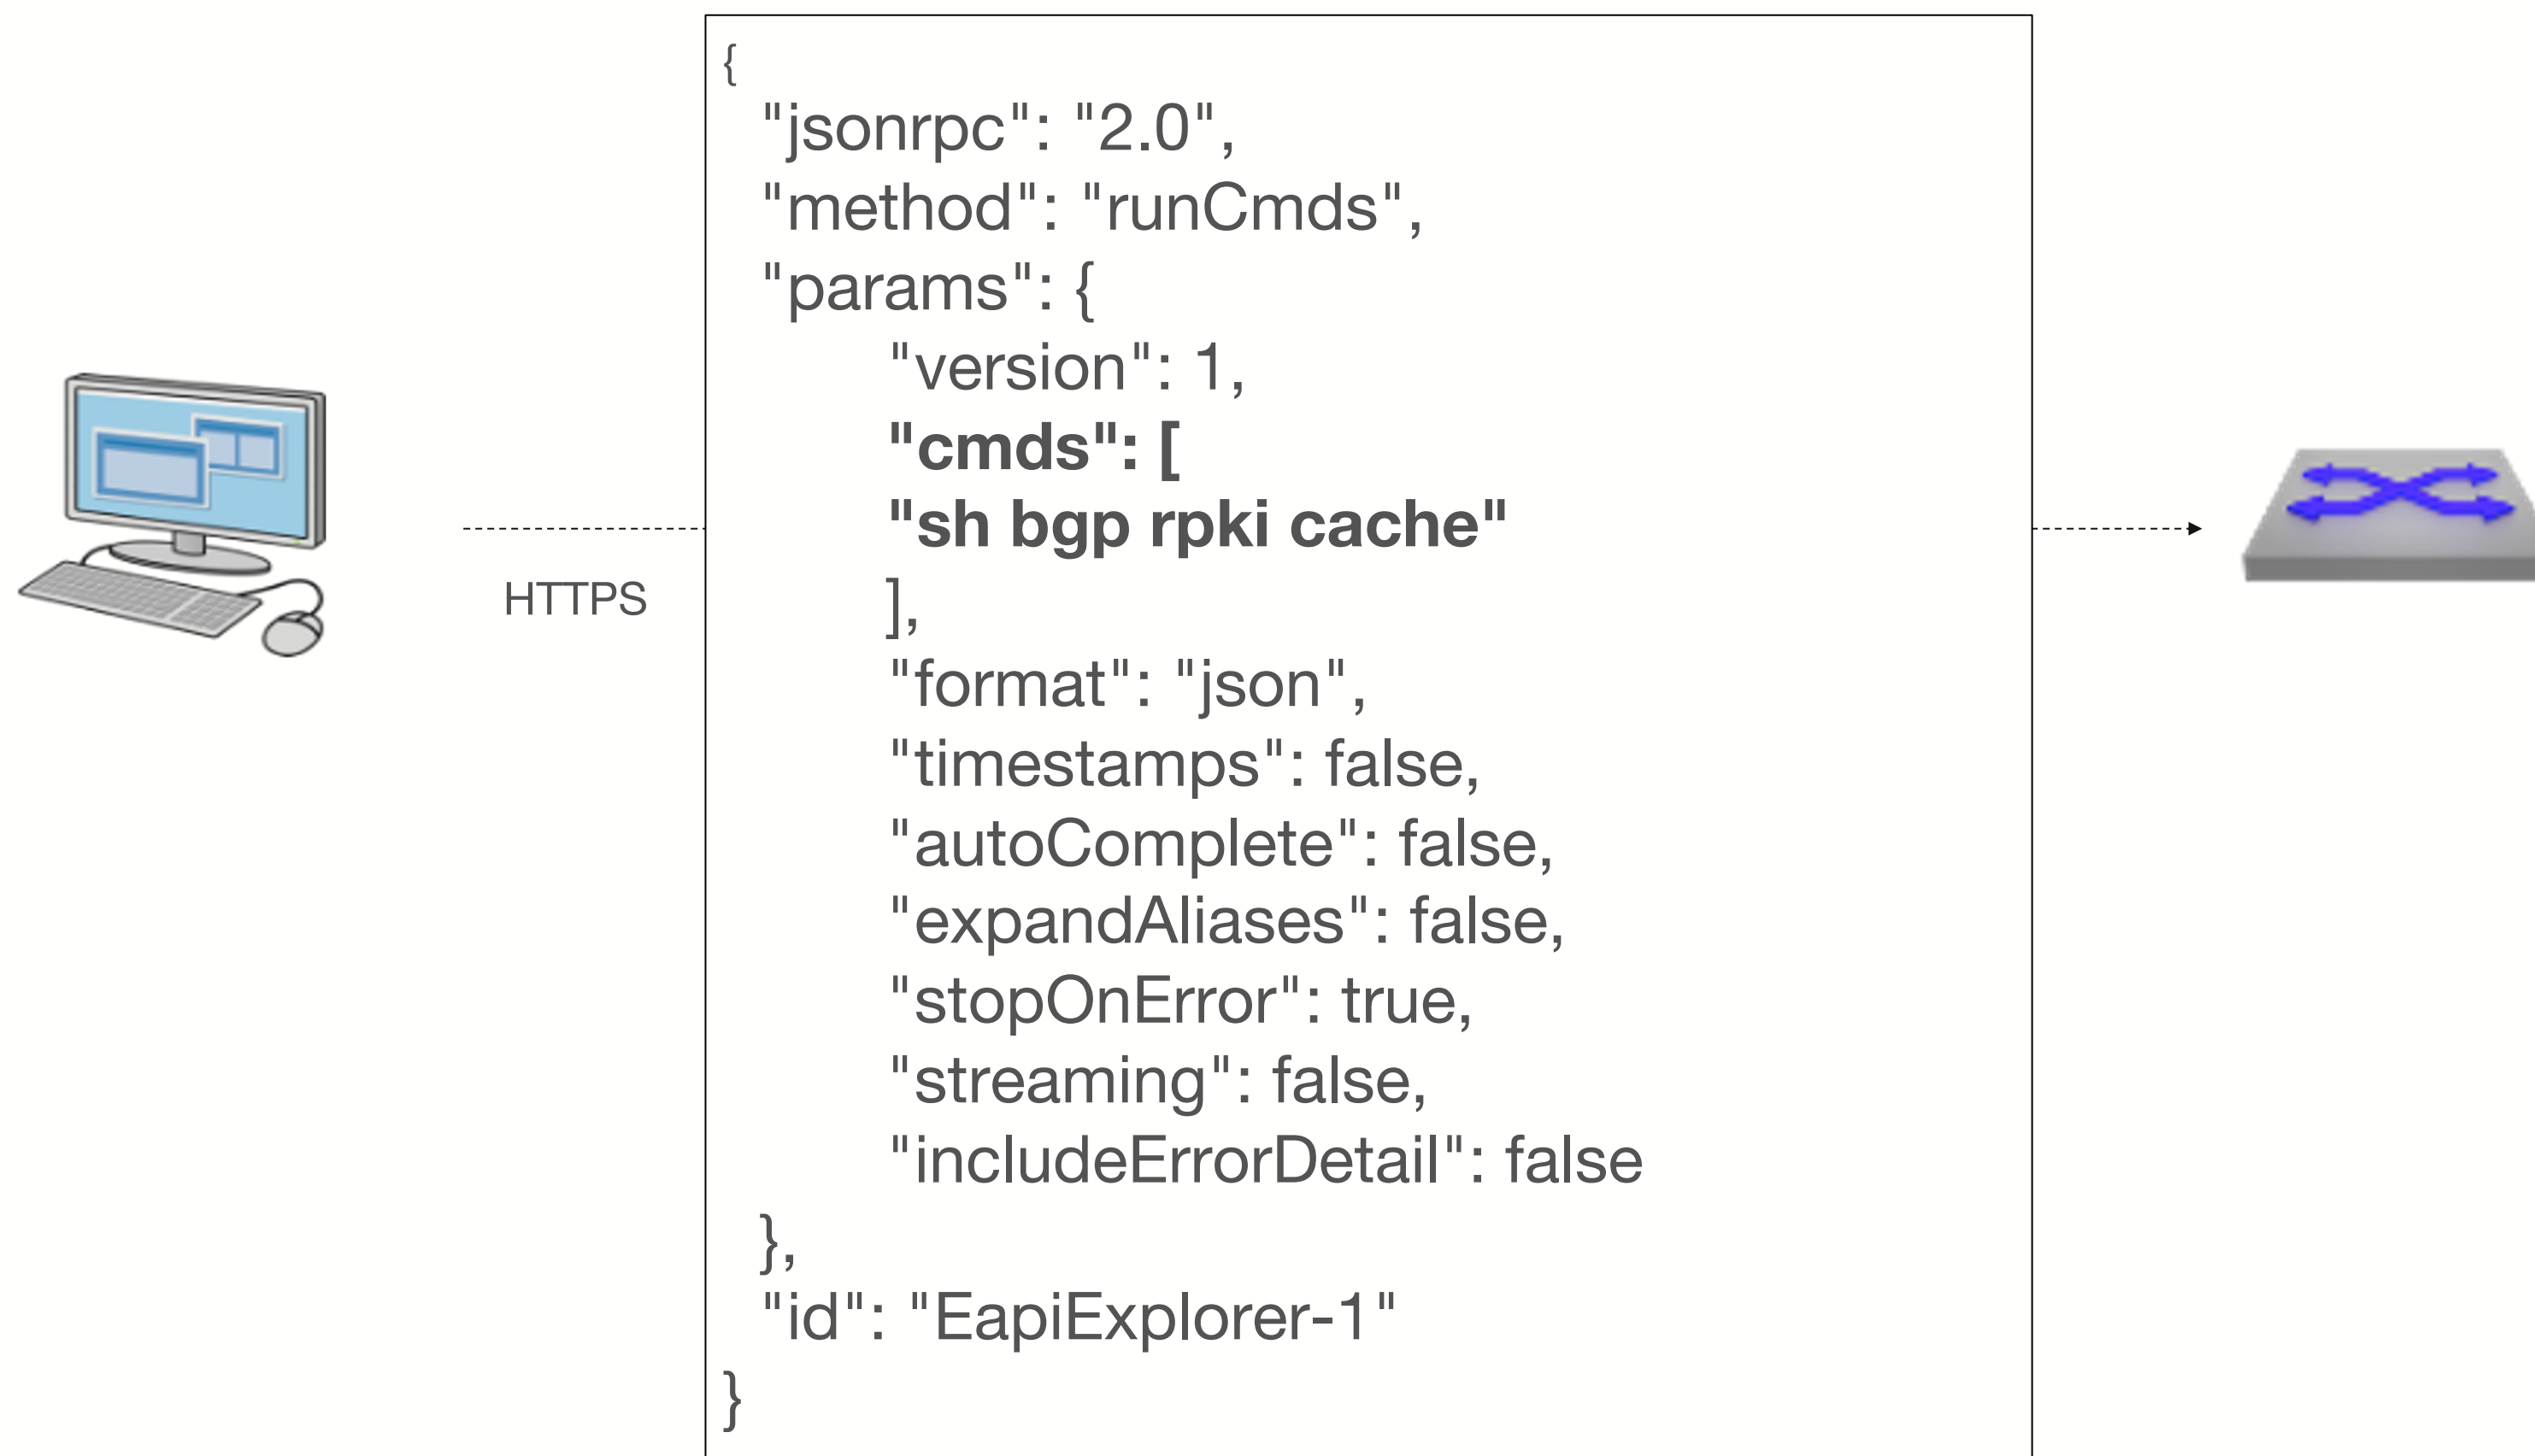 {
"jsonrpc": "2.0",
"method": "runCmds",
"params": {
"version": 1,
"cmds": [
"sh bgp rpki cache"
],
"format": "json",
"timestamps": false,
"autoComplete": false,
"expandAliases": false,
"stopOnError": true,
"streaming": false,
"includeErrorDetail": false
},
"id": "EapiExplorer-1"
}
HTTPS